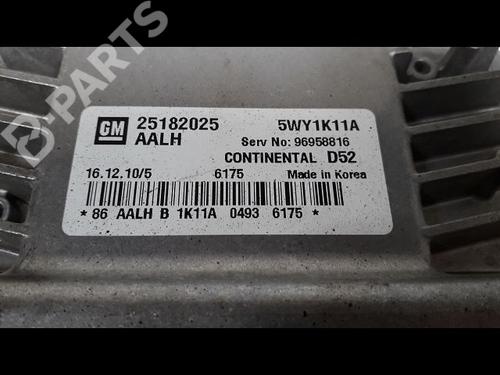 B-PARTS
GM 25182025 5WY1K11A
AALH Serv No: 96958816
CONTINENTAL D52
16.12.10/5 6175 Made in Korea
* 86 AALH B 1K11A 0493 6175 *